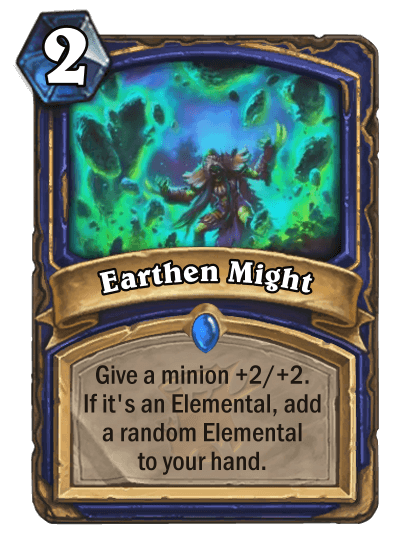 2
Earthen Might
Give a minion +2/+2.
If it's an Elemental, add
a random Elemental
to your hand.